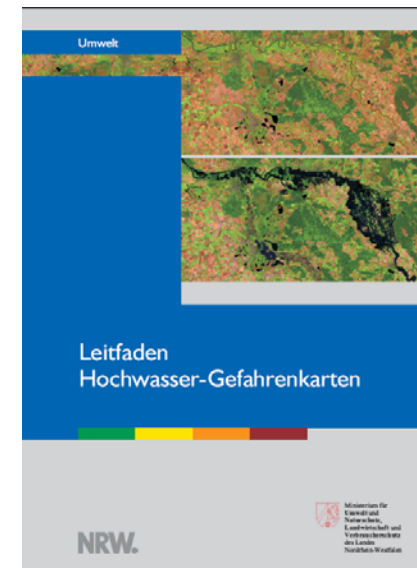 Umwelt
Leitfaden
Hochwasser-Gefahrenkarten
NRW.
Ministerium für
Umwelt und
Naturschutz,
Landwirtschaft und
Verbraucherschutz
des Landes
Nordrhein-Westfalen